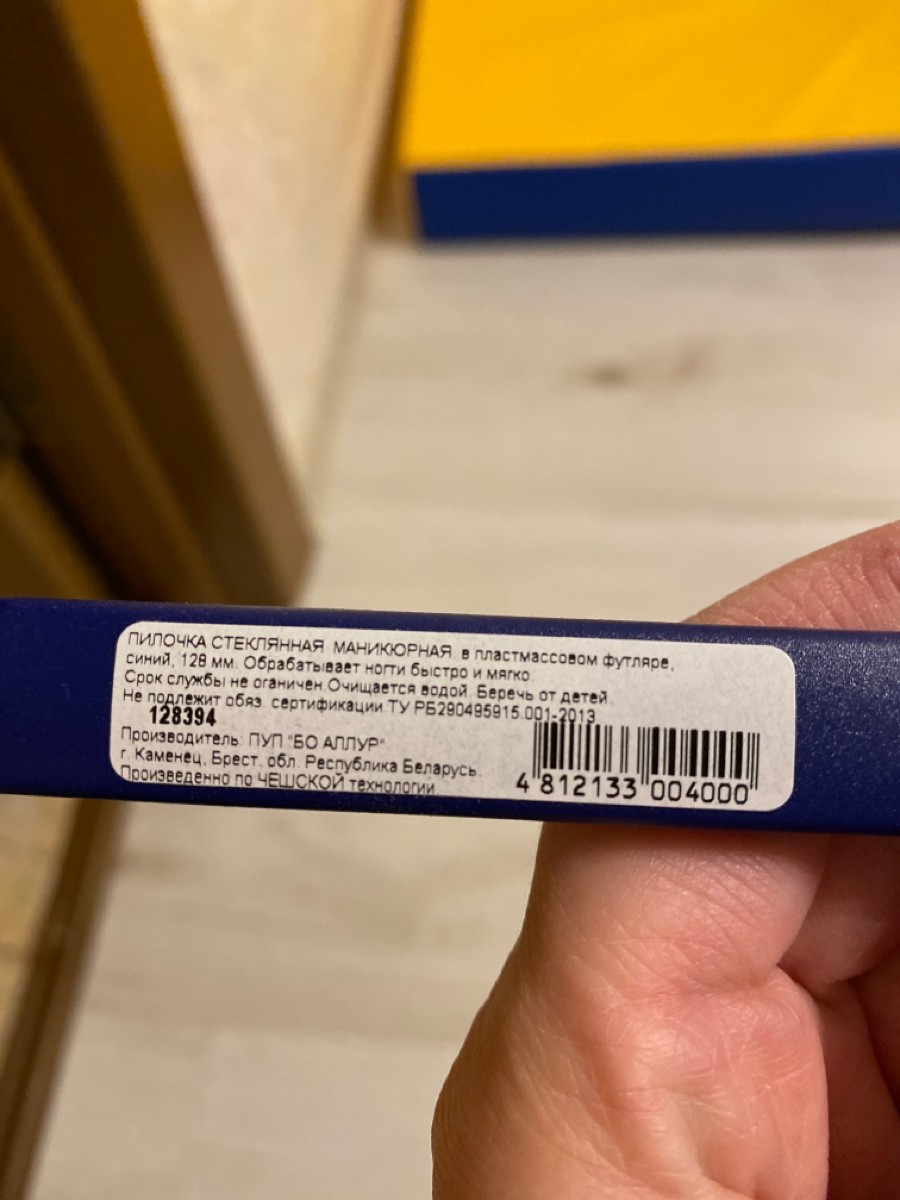 ПИЛОЧКА СТЕКЛЯННАЯ МАНИКЮРНАЯ. в пластмассовом футляре,
синий, 128 мм. Обрабатывает ногти быстро и мягко.
Срок службы не оганичен.Очищается водой. Беречь от детей.
Не подлежит обяз. сертификации.ТУ РБ290495915.001-2013
128394
Производитель: ПУП "БО АЛЛУР"
г. Каменец, Брест. обл. Республика Беларусь.
Произведенно по ЧЕШСКОЙ технологии.
4 812133 004000